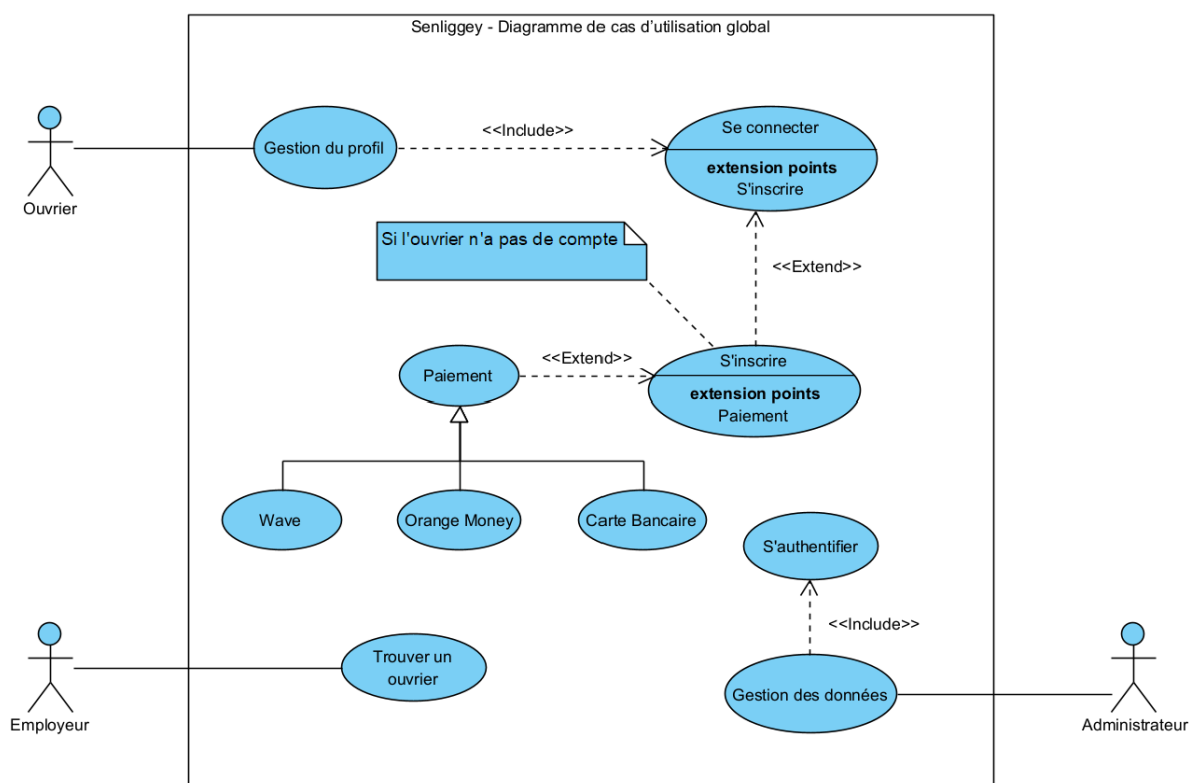 Senliggey - Diagramme de cas d'utilisation global
Ouvrier
Gestion du profil
<<Include>>
Se connecter
extension points
S'inscrire
Si l'ouvrier n'a pas de compte
<<Extend>>
Paiement
<<Extend>>
S'inscrire
extension points
Paiement
Wave
Orange Money
Carte Bancaire
S'authentifier
<<Include>>
Employeur
Trouver un
ouvrier
Gestion des données
Administrateur